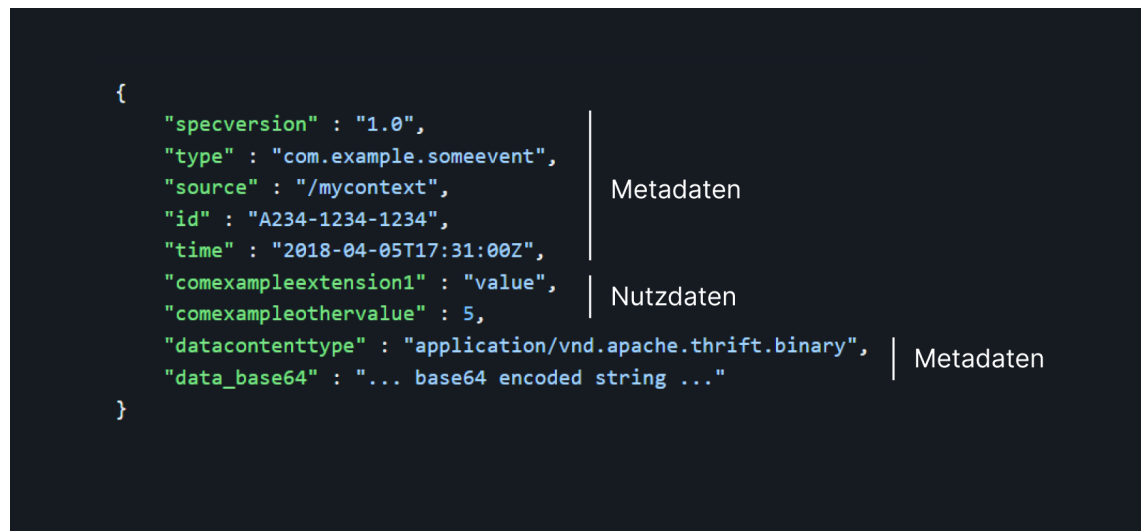 {
"specversion" : "1.0",
"type" : "com.example.someevent",
"source" : "/mycontext",
"id" : "A234-1234-1234",
"time" : "2018-04-05T17:31:00Z",
Metadaten
"comexampleextension1" : "value",
"comexampleothervalue" : 5,
Nutzdaten
"datacontenttype" : "application/vnd.apache.thrift.binary",
"data_base64" : "... base64 encoded string ..."
Metadaten
}